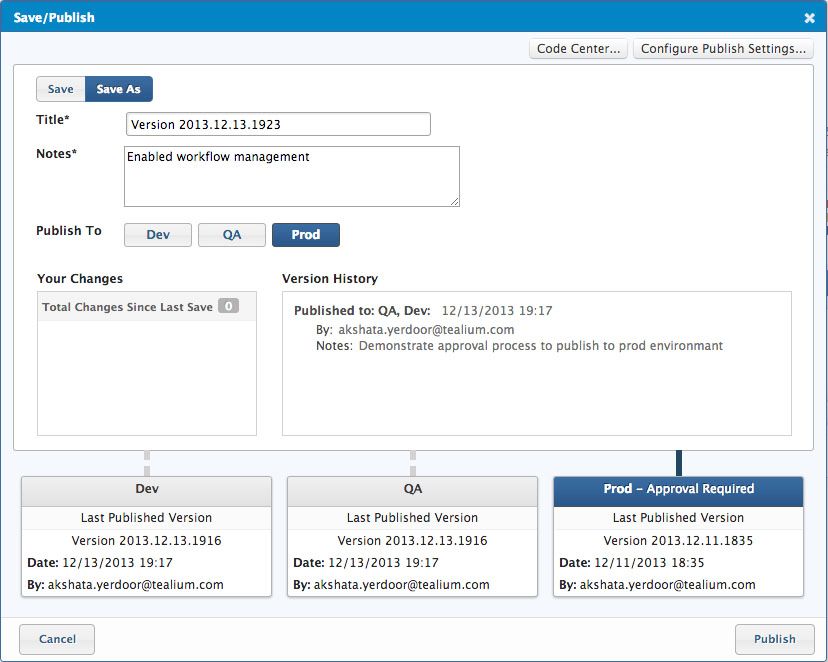 Save/Publish
Code Center... Configure Publish Settings...
Save Save As
Title* Version 2013.12.13.1923
Notes* Enabled workflow management
Publish To Dev QA Prod
Your Changes Version History
Total Changes Since Last Save 0
Published to: QA, Dev: 12/13/2013 19:17
By: akshata.yerdoor@tealium.com
Notes: Demonstrate approval process to publish to prod environmant
Dev QA Prod – Approval Required
Last Published Version Last Published Version Last Published Version
Version 2013.12.13.1916 Version 2013.12.13.1916 Version 2013.12.11.1835
Date: 12/13/2013 19:17 Date: 12/13/2013 19:17 Date: 12/11/2013 18:35
By: akshata.yerdoor@tealium.com By: akshata.yerdoor@tealium.com By: akshata.yerdoor@tealium.com
Cancel Publish